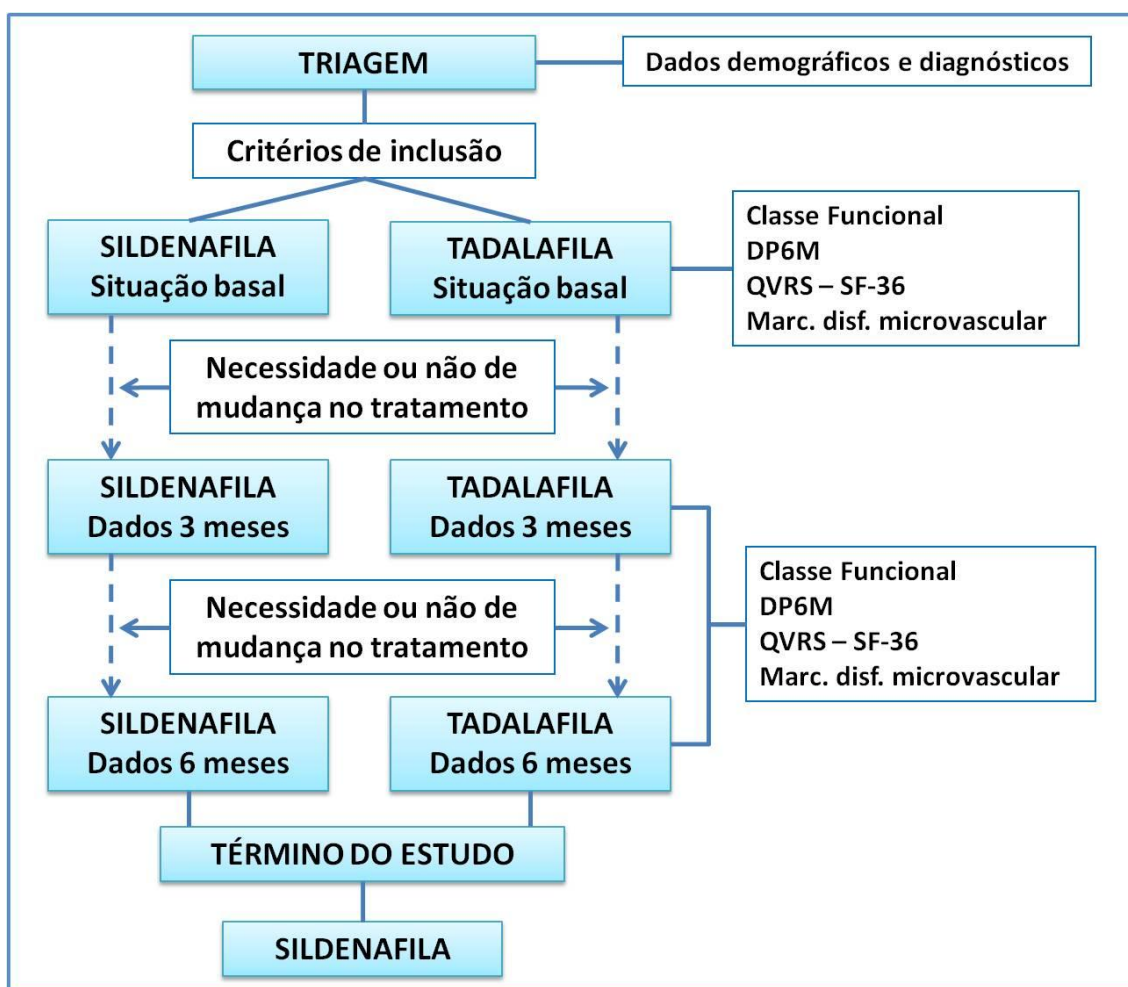 TRIAGEM
Dados demográficos e diagnósticos
Critérios de inclusão
SILDENAFILA
Situação basal
TADALAFILA
Situação basal
Classe Funcional
DP6M
QVRS – SF-36
Marc. disf. microvascular
Necessidade ou não de
mudança no tratamento
SILDENAFILA
Dados 3 meses
TADALAFILA
Dados 3 meses
Classe Funcional
DP6M
QVRS – SF-36
Marc. disf. microvascular
Necessidade ou não de
mudança no tratamento
SILDENAFILA
Dados 6 meses
TADALAFILA
Dados 6 meses
TÉRMINO DO ESTUDO
SILDENAFILA